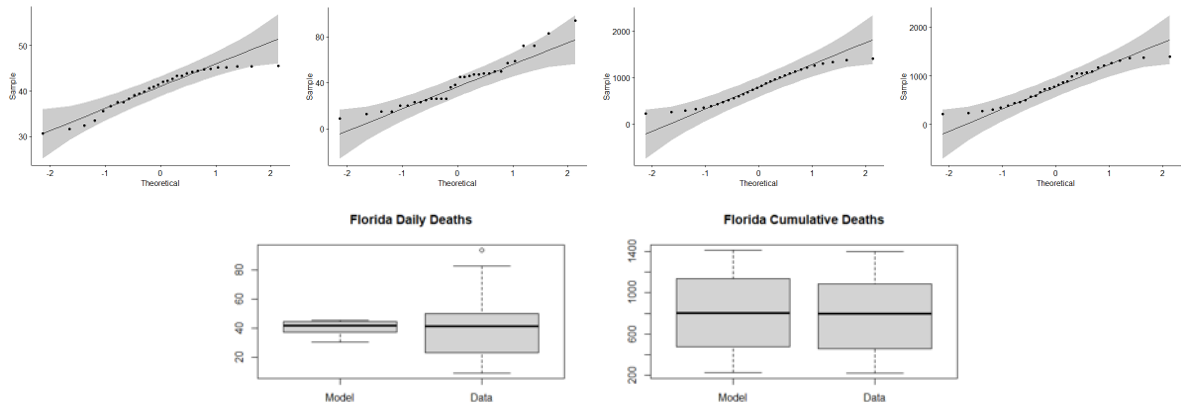 50
40
30
Sample
-2 -1 0 1 2
Theoretical
80
40
0
Sample
-2 -1 0 1 2
Theoretical
2000
1000
0
Sample
-2 -1 0 1 2
Theoretical
2000
1000
0
Sample
-2 -1 0 1 2
Theoretical
Florida Daily Deaths
80
60
40
20
Model Data
Florida Cumulative Deaths
1400
1000
600
200
Model Data